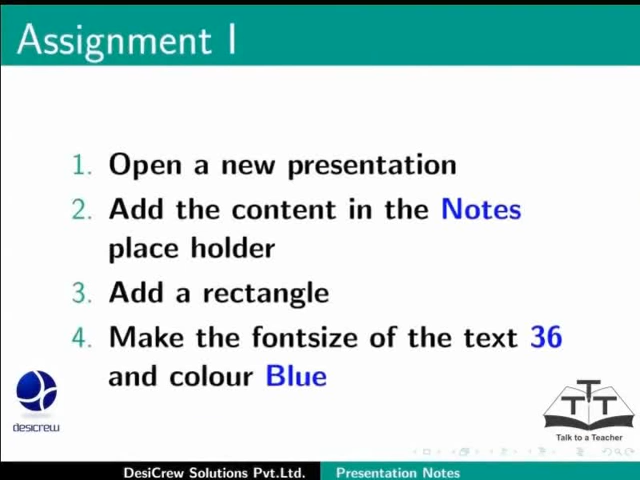 Assignment I
1. Open a new presentation
2. Add the content in the Notes
place holder
3. Add a rectangle
4. Make the fontsize of the text 36
and colour Blue
desicrew
TTT
Talk to a Teacher
DesiCrew Solutions Pvt.Ltd. Presentation Notes